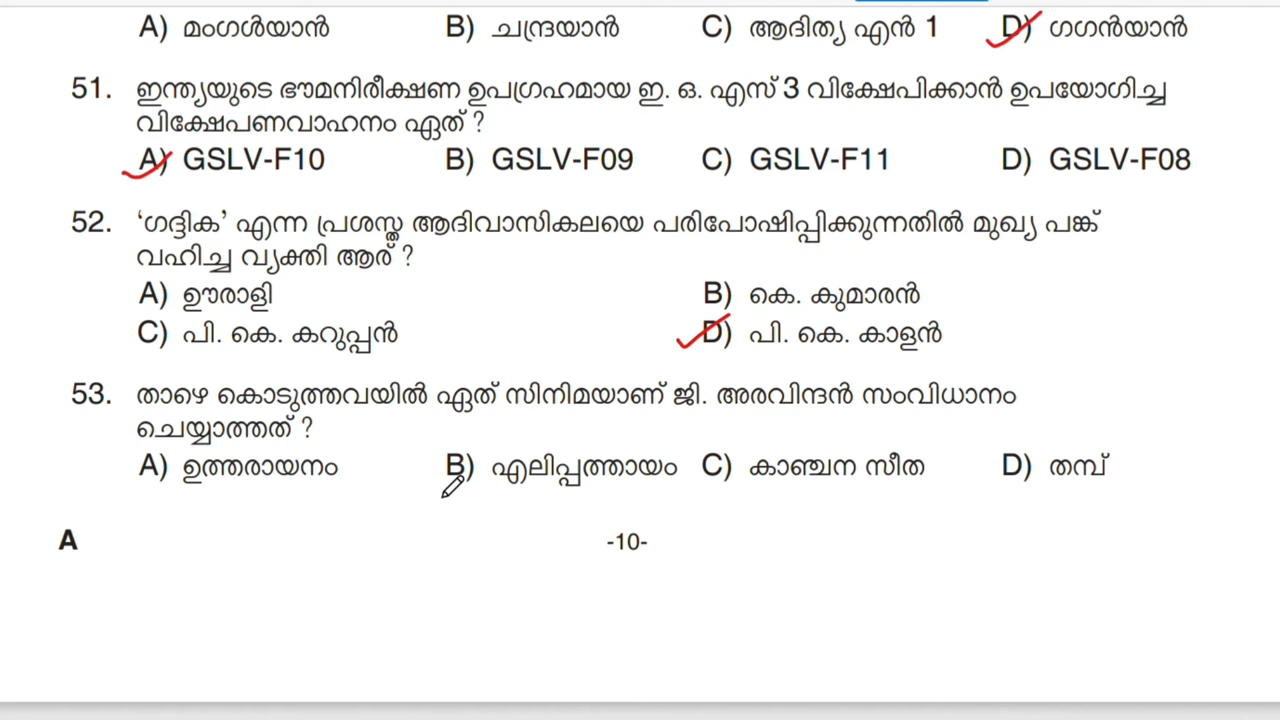 A) മംഗൾയാൻ B) ചന്ദ്രയാൻ C) ആദിത്യ എൻ 1 D) ഗഗൻയാൻ
51. ഇന്ത്യയുടെ ഭൗമനിരീക്ഷണ ഉപഗ്രഹമായ ഇ. ഒ. എസ് 3 വിക്ഷേപിക്കാൻ ഉപയോഗിച്ച
വിക്ഷേപണവാഹനം ഏത് ?
A) GSLV-F10 B) GSLV-F09 C) GSLV-F11 D) GSLV-F08
52. ‘ഗദ്ദിക’ എന്ന പ്രശസ്ത ആദിവാസികലയെ പരിപോഷിപ്പിക്കുന്നതിൽ മുഖ്യ പങ്ക്
വഹിച്ച വ്യക്തി ആര് ?
A) ഊരാളി B) കെ. കുമാരൻ
C) പി. കെ. കറുപ്പൻ D) പി. കെ. കാളൻ
53. താഴെ കൊടുത്തവയിൽ ഏത് സിനിമയാണ് ജി. അരവിന്ദൻ സംവിധാനം
ചെയ്യാത്തത് ?
A) ഉത്തരായനം B) എലിപ്പത്തായം C) കാഞ്ചന സീത D) തമ്പ്
A -10-